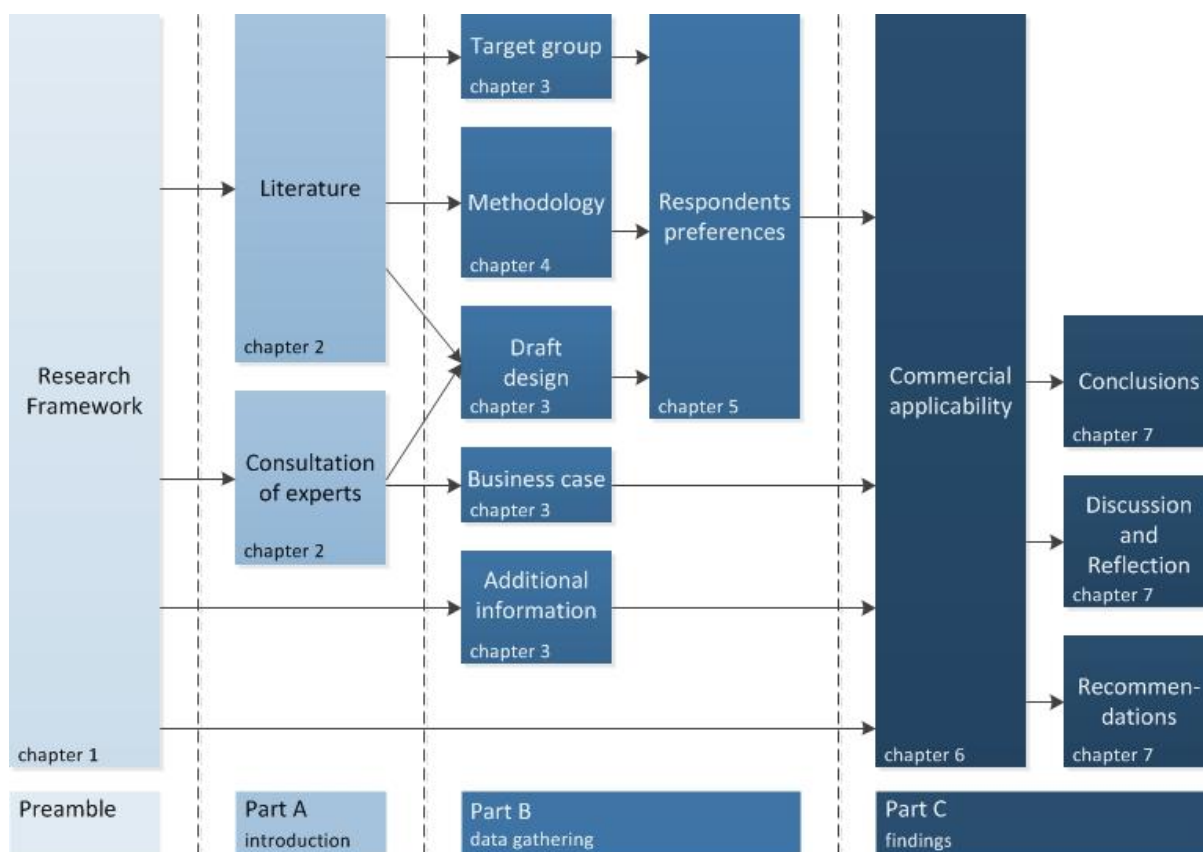 Research
Framework
chapter 1
Literature
chapter 2
Consultation
of experts
chapter 2
Target group
chapter 3
Methodology
chapter 4
Draft
design
chapter 3
Business case
chapter 3
Additional
information
chapter 3
Respondents
preferences
chapter 5
Commercial
applicability
chapter 6
Conclusions
chapter 7
Discussion
and
Reflection
chapter 7
Recommen-
dations
chapter 7
Preamble
Part A
introduction
Part B
data gathering
Part C
findings